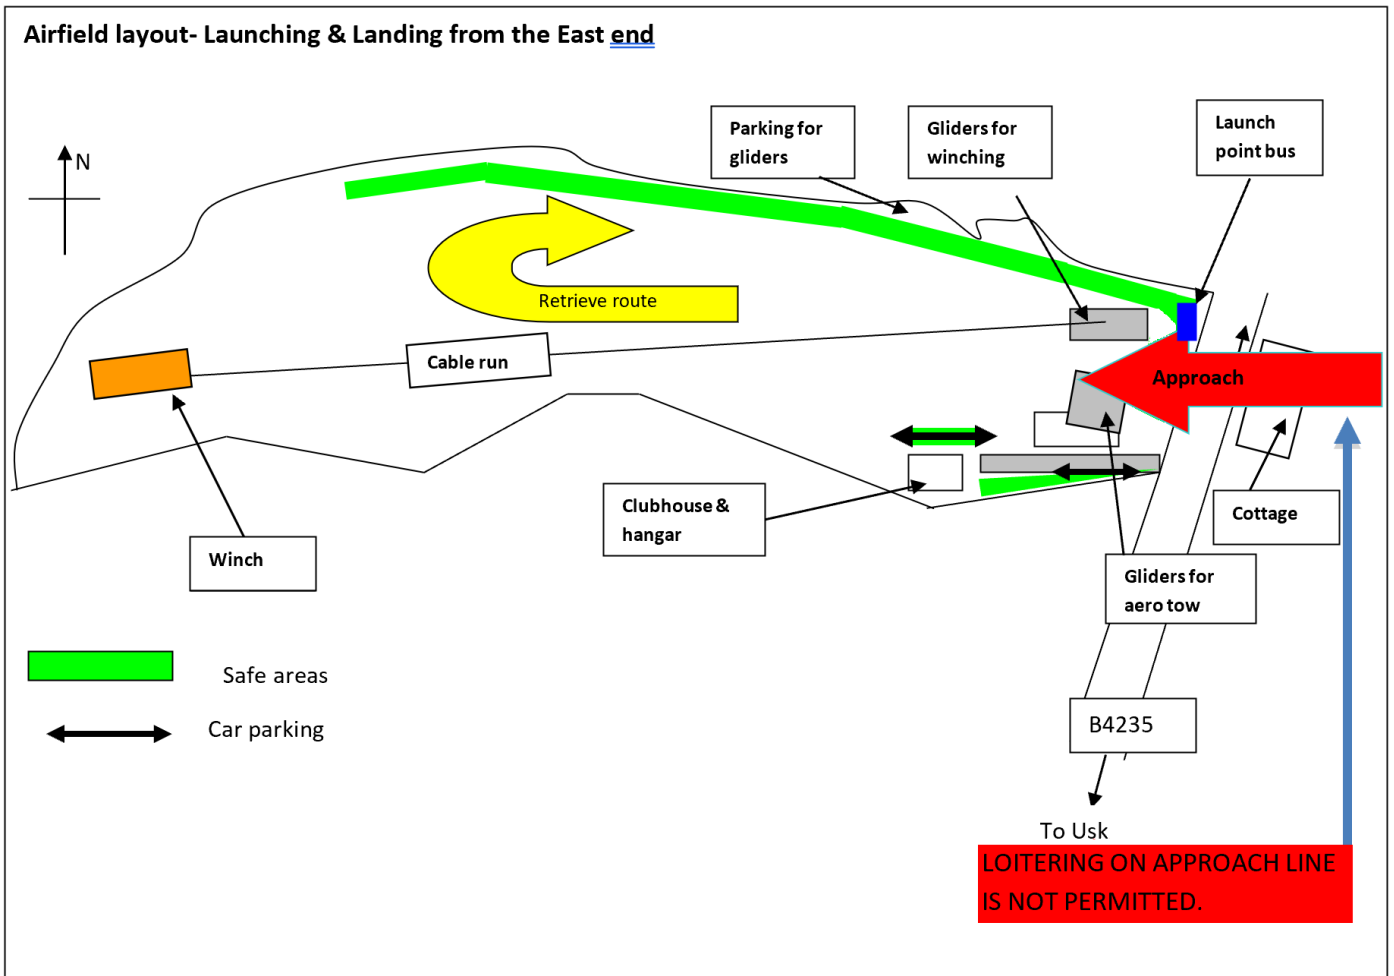 Airfield layout- Launching & Landing from the East end
N
Parking for
gliders
Gliders for
winching
Launch
point bus
Retrieve route
Cable run
Approach
Clubhouse &
hangar
Cottage
Winch
Gliders for
aero tow
Safe areas
Car parking
B4235
To Usk
LOITERING ON APPROACH LINE
IS NOT PERMITTED.